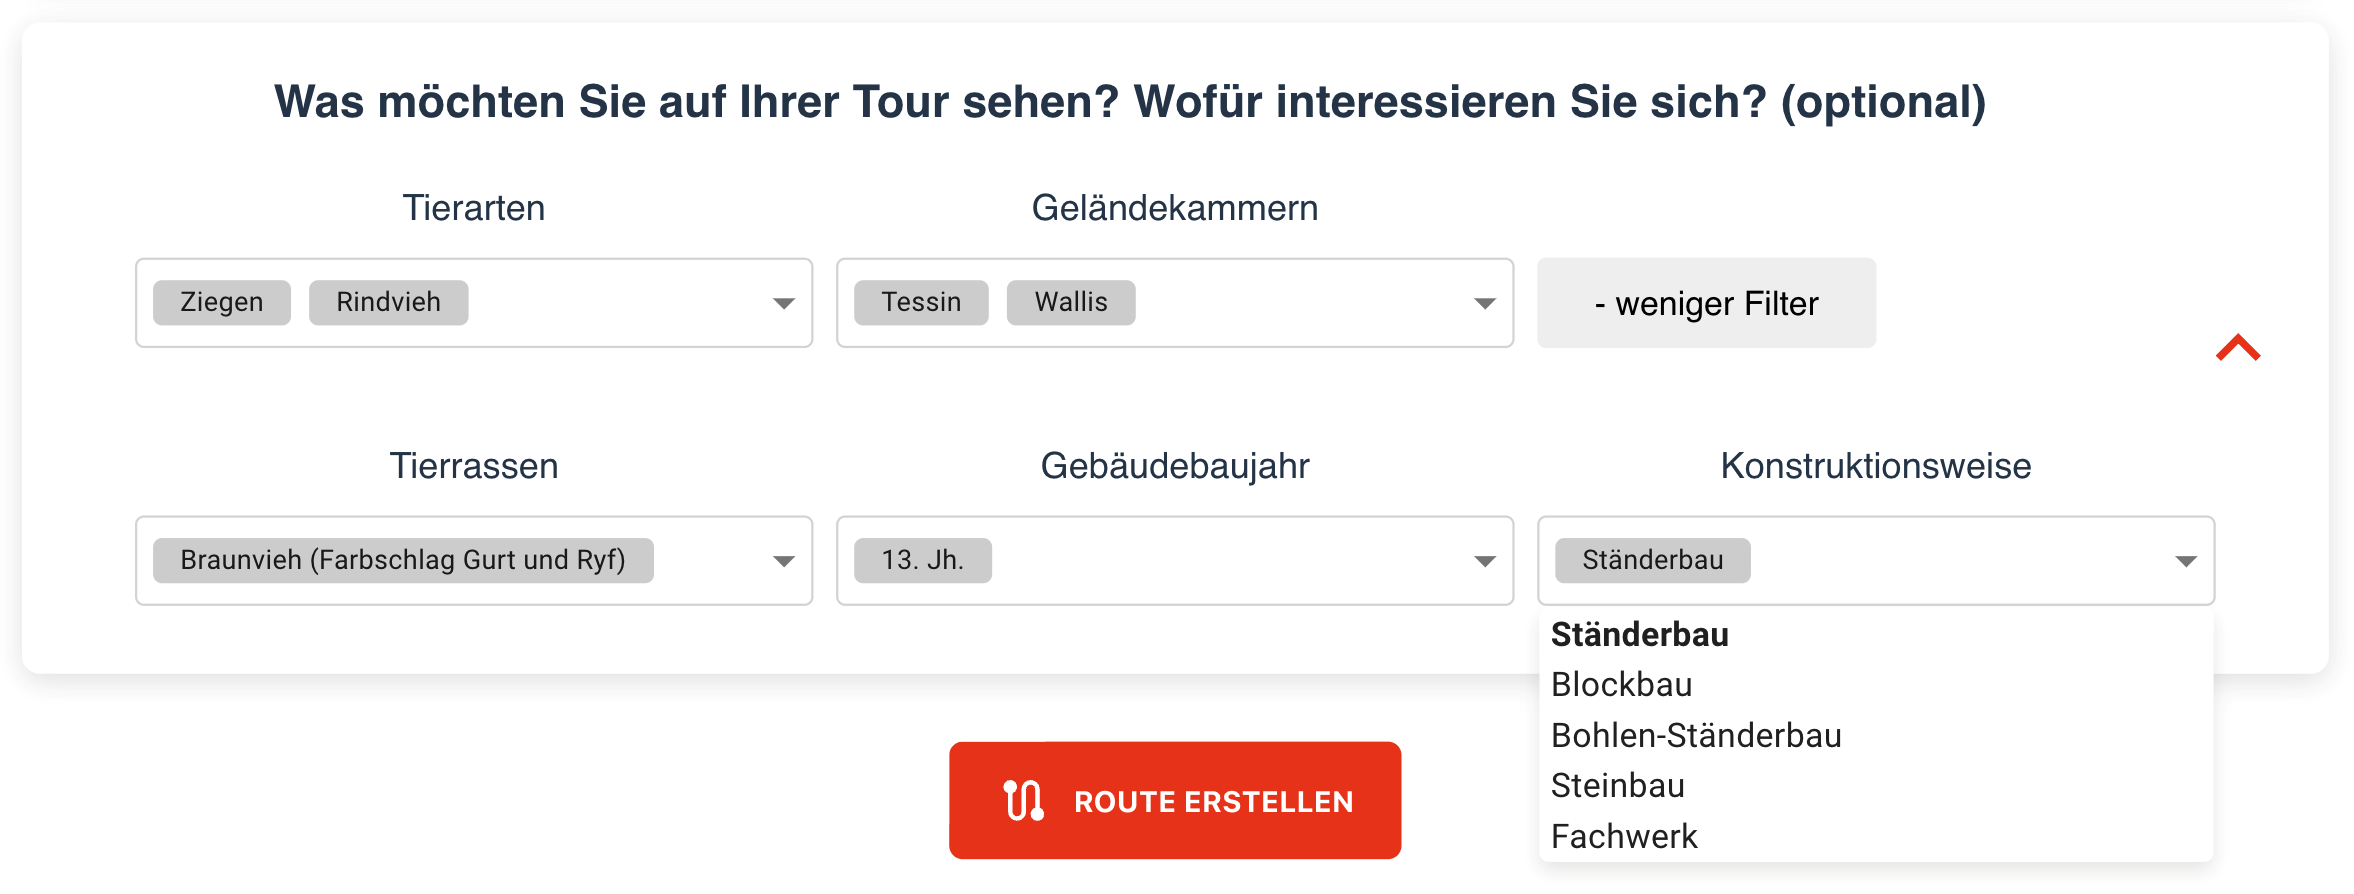 Was möchten Sie auf Ihrer Tour sehen? Wofür interessieren Sie sich? (optional)
Tierarten
Geländekammern
Ziegen Rindvieh
Tessin Wallis
- weniger Filter
Tierrassen
Gebäudebaujahr
Konstruktionsweise
Braunvieh (Farbschlag Gurt und Ryf)
13. Jh.
Ständerbau
Ständerbau
Blockbau
Bohlen-Ständerbau
Steinbau
Fachwerk
ROUTE ERSTELLEN